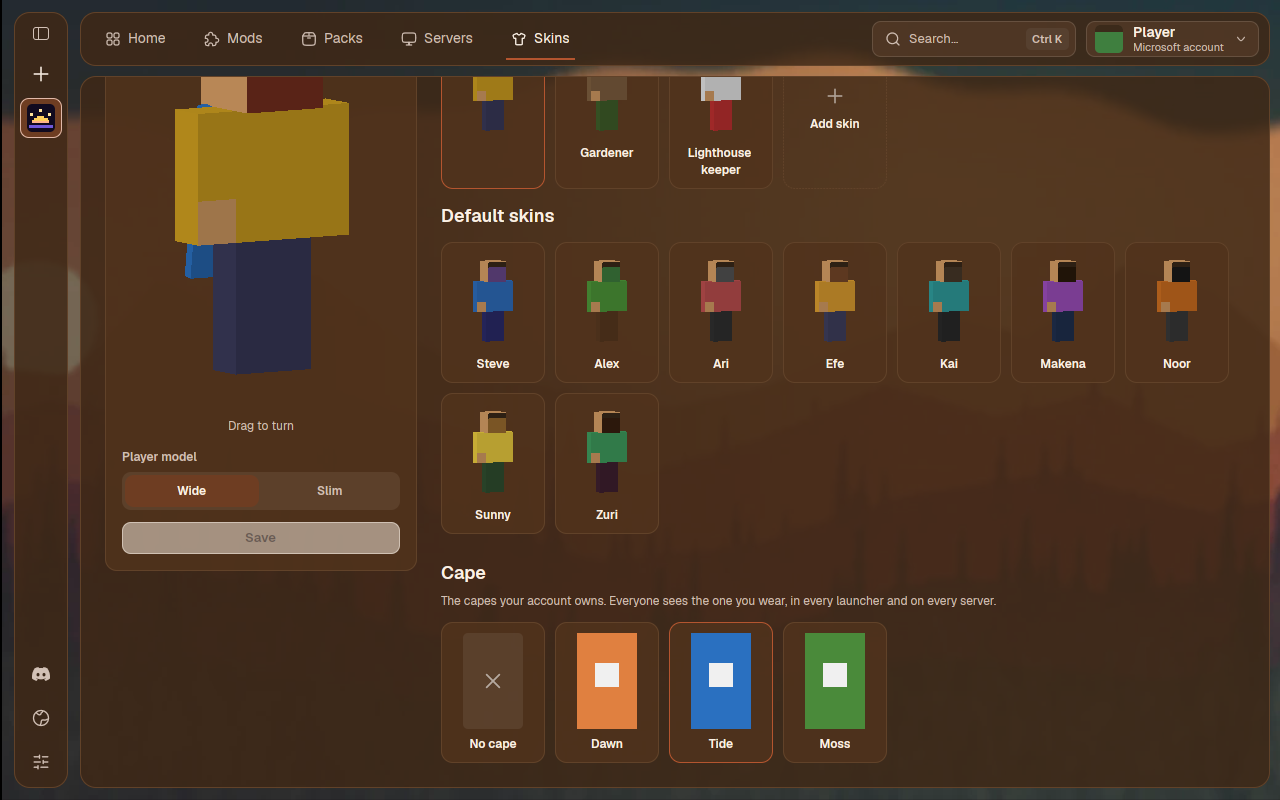 Home
Mods
Packs
Servers
Skins
Search...
Ctrl K
Player
Microsoft account
Add skin
Gardener
Lighthouse
keeper
Default skins
Steve
Alex
Ari
Efe
Kai
Makena
Noor
Drag to turn
Player model
Wide
Slim
Save
Sunny
Zuri
Cape
The capes your account owns. Everyone sees the one you wear, in every launcher and on every server.
No cape
Dawn
Tide
Moss